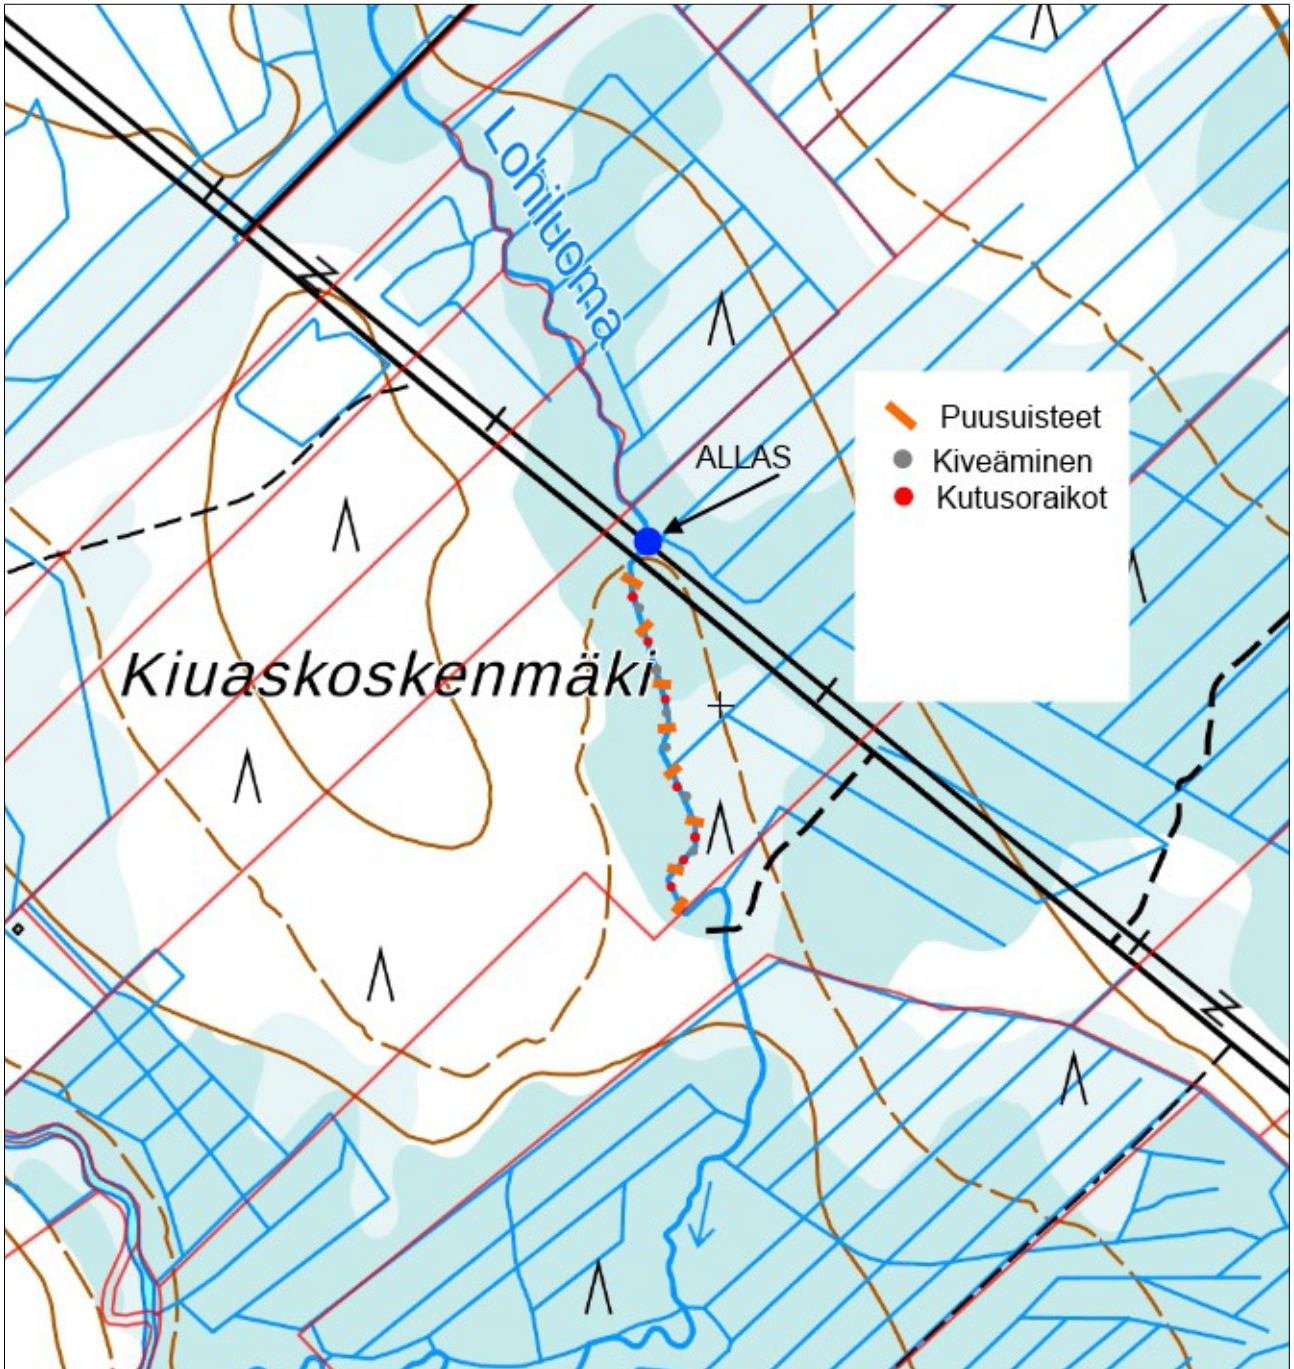 Lohiluoma
Puusuisteet
ALLAS
Kiveäminen
Kutusoraikot
Kiuaskoskenmäki